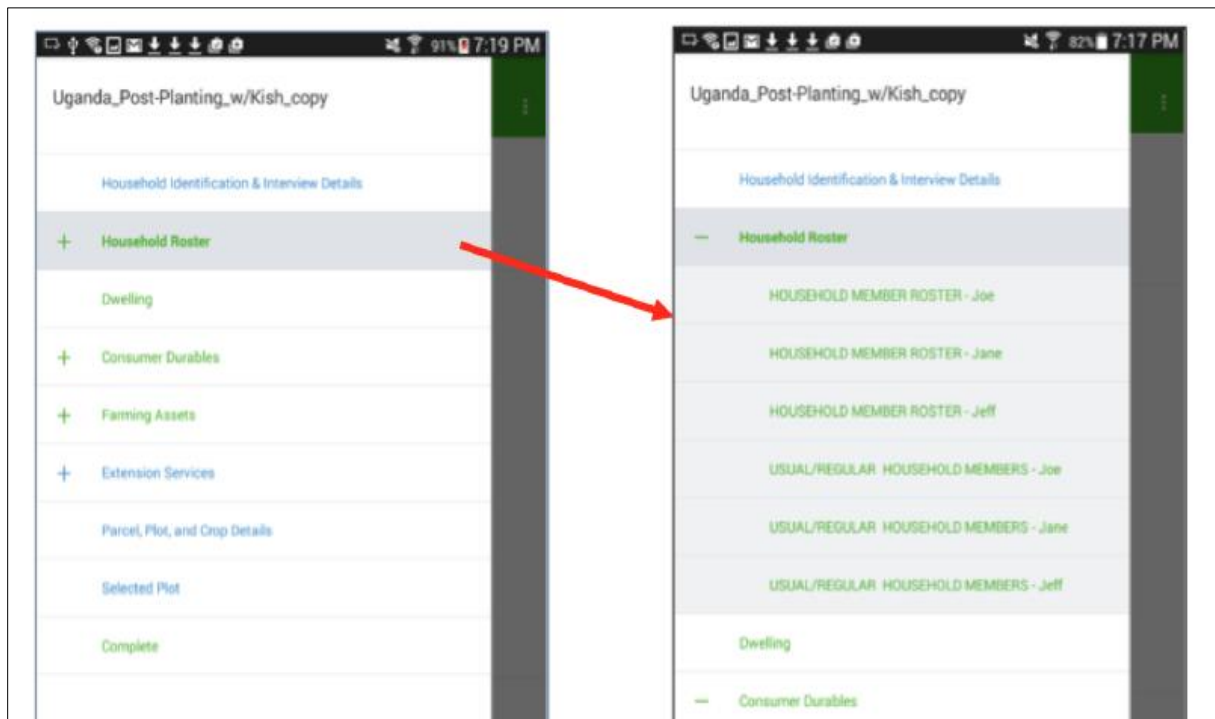 91% 7:19 PM
Uganda_Post-Planting_w/Kish_copy
Household Identification & Interview Details
+ Household Roster
Dwelling
+ Consumer Durables
+ Farming Assets
+ Extension Services
Parcel, Plot, and Crop Details
Selected Plot
Complete
82% 7:17 PM
Uganda_Post-Planting_w/Kish_copy
Household Identification & Interview Details
— Household Roster
HOUSEHOLD MEMBER ROSTER - Joe
HOUSEHOLD MEMBER ROSTER - Jane
HOUSEHOLD MEMBER ROSTER - Jeff
USUAL/REGULAR HOUSEHOLD MEMBERS - Joe
USUAL/REGULAR HOUSEHOLD MEMBERS - Jane
USUAL/REGULAR HOUSEHOLD MEMBERS - Jeff
Dwelling
— Consumer Durables